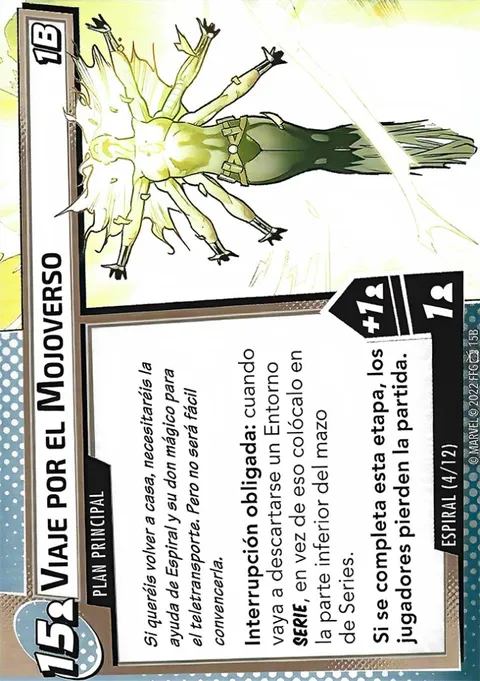 15 VIAJE POR EL MOJOVERSO 1B
PLAN PRINCIPAL
Si queréis volver a casa, necesitaréis la
ayuda de Espiral y su don mágico para
el teletransporte. Pero no será fácil
convencerla.
Interrupción obligada: cuando
vaya a descartarse un Entorno
SERIE, en vez de eso colócalo en
la parte inferior del mazo
de Series.
Si se completa esta etapa, los
jugadores pierden la partida.
+1
1
ESPIRAL (4/12)
© MARVEL © 2022 FFG 15B